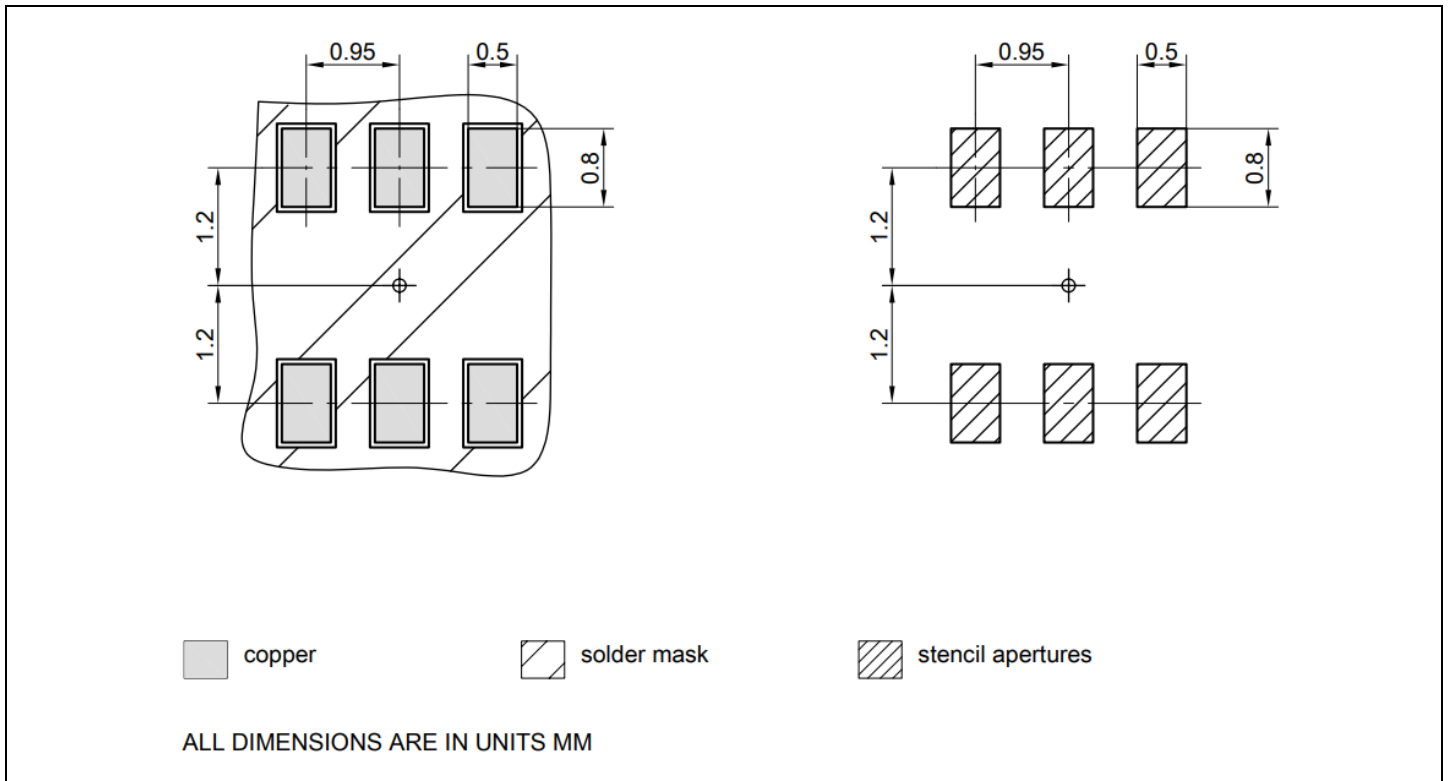 0.95 0.5 0.95 0.5
0.8 0.8
1.2 1.2
1.2 1.2
copper solder mask stencil apertures
ALL DIMENSIONS ARE IN UNITS MM